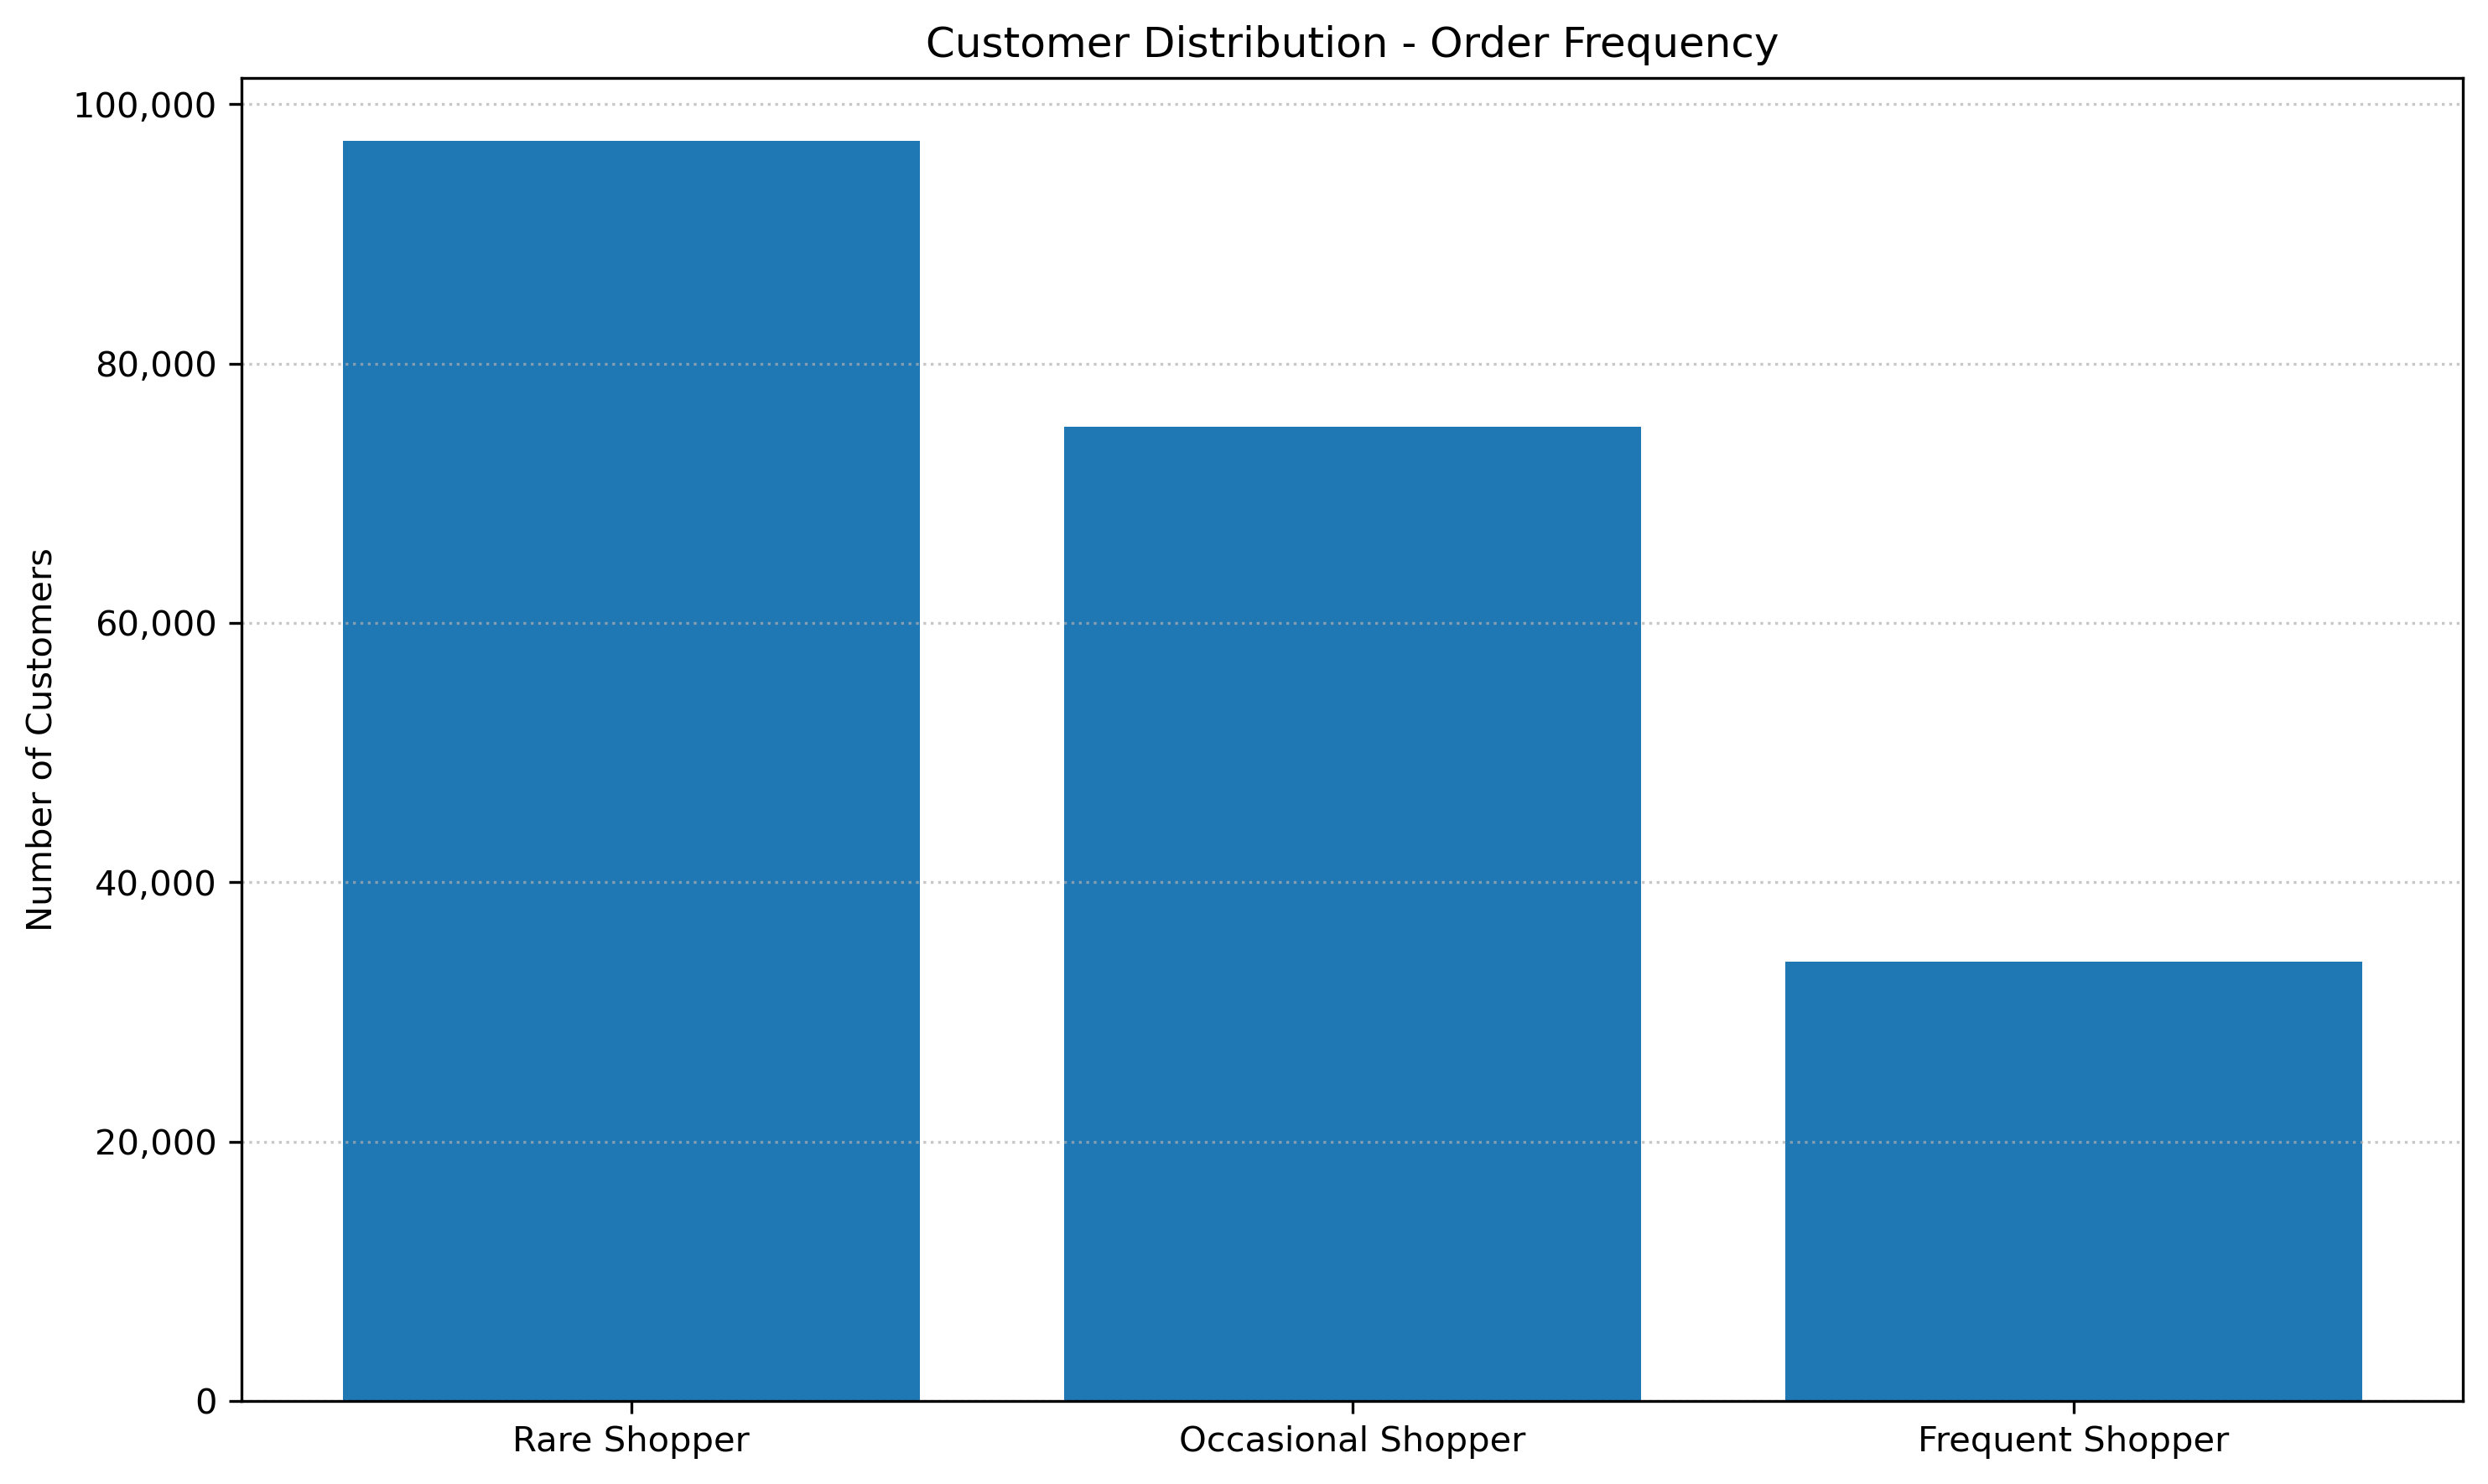 Customer Distribution - Order Frequency
100,000
80,000
60,000
40,000
20,000
0
Number of Customers
Rare Shopper
Occasional Shopper
Frequent Shopper